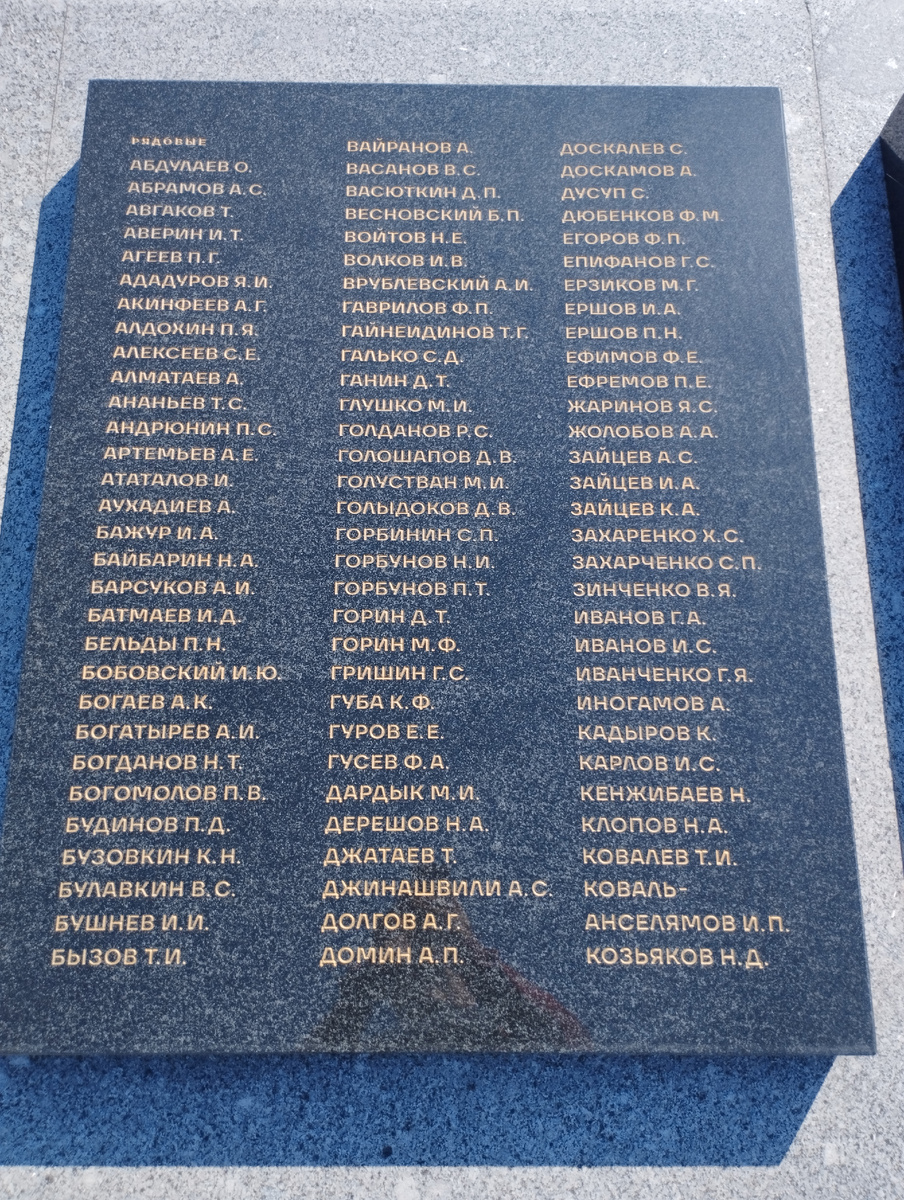 РЯДОВЫЕ
АБДУЛАЕВ О.
АБРАМОВ А.С.
АВГАКОВ Т.
АВЕРИН И.Т.
АГЕЕВ П.Г.
АДАДУРОВ Я.И.
АКИНФЕЕВ А.Г.
АЛДОХИН П.Я.
АЛЕКСЕЕВ С.Е.
АЛМАТАЕВ А.
АНАНЬЕВ Т.С.
АНДРЮНИН П.С.
АРТЕМЬЕВ А.Е.
АТАТАЛОВ И.
АУХАДИЕВ А.
БАЖУР И.А.
БАЙБАРИН Н.А.
БАРСУКОВ А.И.
БАТМАЕВ И.Д.
БЕЛЬДЫ П.Н.
БОБОВСКИЙ И.Ю.
БОГАЕВ А.К.
БОГАТЫРЕВ А.И.
БОГДАНОВ Н.Т.
БОГОМОЛОВ П.В.
БУДИНОВ П.Д.
БУЗОВКИН К.Н.
БУЛАВКИН В.С.
БУШНЕВ И.И.
БЫЗОВ Т.И.
ВАЙРАНОВ А.
ВАСАНОВ В.С.
ВАСЮТКИН Д.П.
ВЕСНОВСКИЙ Б.П.
ВОЙТОВ Н.Е.
ВОЛКОВ И.В.
ВРУБЛЕВСКИЙ А.И.
ГАВРИЛОВ Ф.П.
ГАЙНЕИДИНОВ Т.Г.
ГАЛЬКО С.Д.
ГАНИН Д.Т.
ГЛУШКО М.И.
ГОЛДАНОВ Р.С.
ГОЛОШАПОВ Д.В.
ГОЛУСТВАН М.И.
ГОЛЫДОКОВ Д.В.
ГОРБИНИН С.П.
ГОРБУНОВ Н.И.
ГОРБУНОВ П.Т.
ГОРИН Д.Т.
ГОРИН М.Ф.
ГРИШИН Г.С.
ГУБА К.Ф.
ГУРОВ Е.Е.
ГУСЕВ Ф.А.
ДАРДЫК М.И.
ДЕРЕШОВ Н.А.
ДЖАТАЕВ Т.
ДЖИНАШВИЛИ А.С.
ДОЛГОВ А.Г.
ДОМИН А.П.
ДОСКАЛЕВ С.
ДОСКАМОВ А.
ДУСУП С.
ДЮБЕНКОВ Ф.М.
ЕГОРОВ Ф.П.
ЕПИФАНОВ Г.С.
ЕРЗИКОВ М.Г.
ЕРШОВ И.А.
ЕРШОВ П.Н.
ЕФИМОВ Ф.Е.
ЕФРЕМОВ П.Е.
ЖАРИНОВ Я.С.
ЖОЛОБОВ А.А.
ЗАЙЦЕВ А.С.
ЗАЙЦЕВ И.А.
ЗАЙЦЕВ К.А.
ЗАХАРЕНКО Х.С.
ЗАХАРЧЕНКО С.П.
ЗИНЧЕНКО В.Я.
ИВАНОВ Г.А.
ИВАНОВ И.С.
ИВАНЧЕНКО Г.Я.
ИНОГАМОВ А.
КАДЫРОВ К.
КАРЛОВ И.С.
КЕНЖИБАЕВ Н.
КЛОПОВ Н.А.
КОВАЛЕВ Т.И.
КОВАЛЬ-
АНСЕЛЯМОВ И.П.
КОЗЬЯКОВ Н.Д.